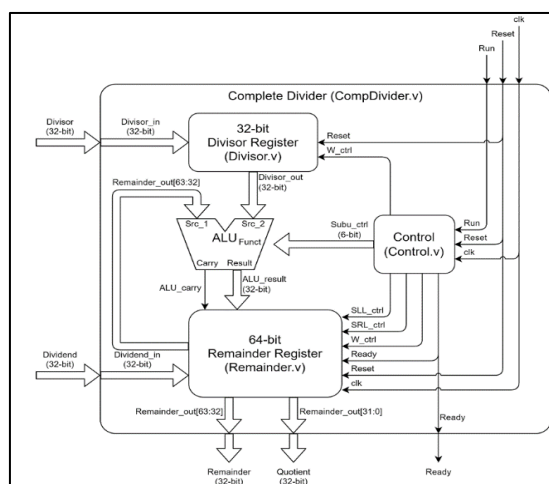 clk
Reset
Run
Complete Divider (CompDivider.v)
Divisor
(32-bit)
Divisor_in
(32-bit)
32-bit
Divisor Register
(Divisor.v)
Reset
W_ctrl
Remainder_out[63:32]
Divisor_out
(32-bit)
Src_1
Src_2
ALU
Funct
Carry
Result
Subu_ctrl
(6-bit)
Control
(Control.v)
Run
Reset
clk
ALU_carry
ALU_result
(32-bit)
SLL_ctrl
SRL_ctrl
W_ctrl
Ready
Reset
clk
64-bit
Remainder Register
(Remainder.v)
Dividend
(32-bit)
Dividend_in
(32-bit)
Remainder_out[63:32]
Remainder_out[31:0]
Ready
Remainder
(32-bit)
Quotient
(32-bit)
Ready